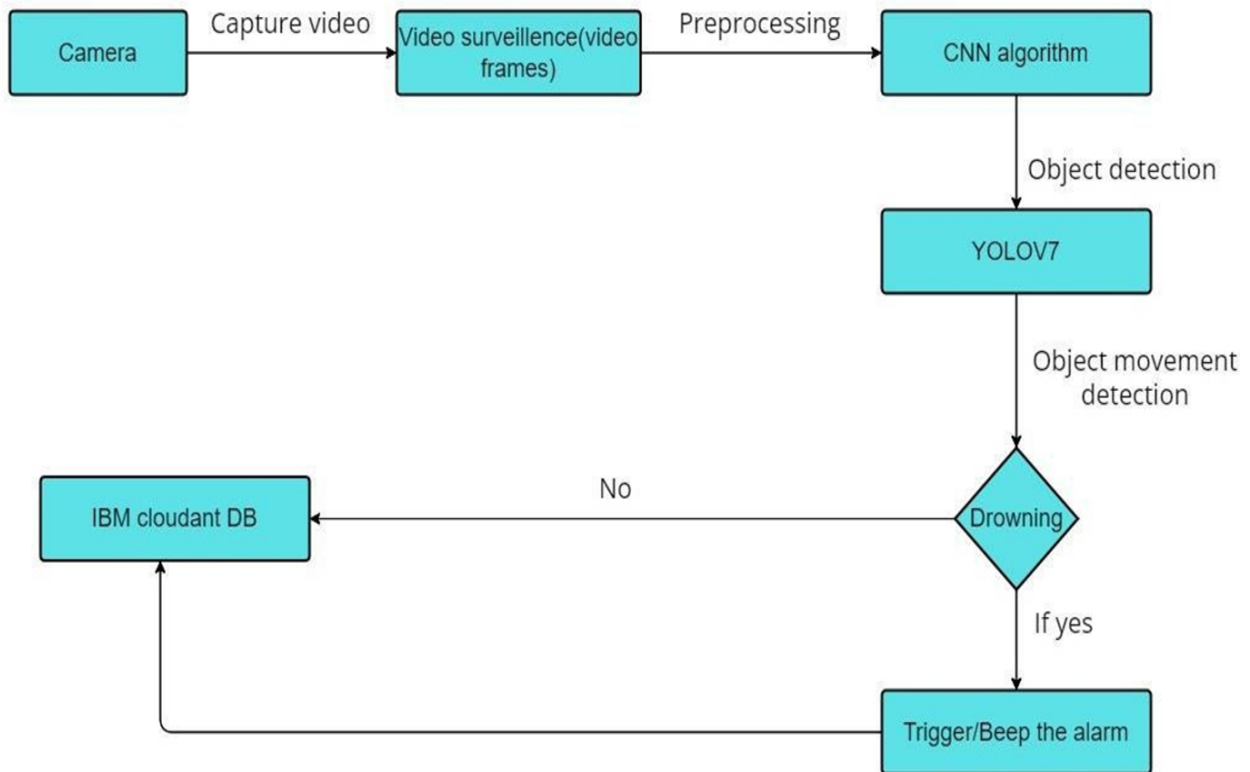 Camera
Capture video
Video surveillence(video
frames)
Preprocessing
CNN algorithm
Object detection
YOLOV7
Object movement
detection
Drowning
No
IBM cloudant DB
If yes
Trigger/Beep the alarm